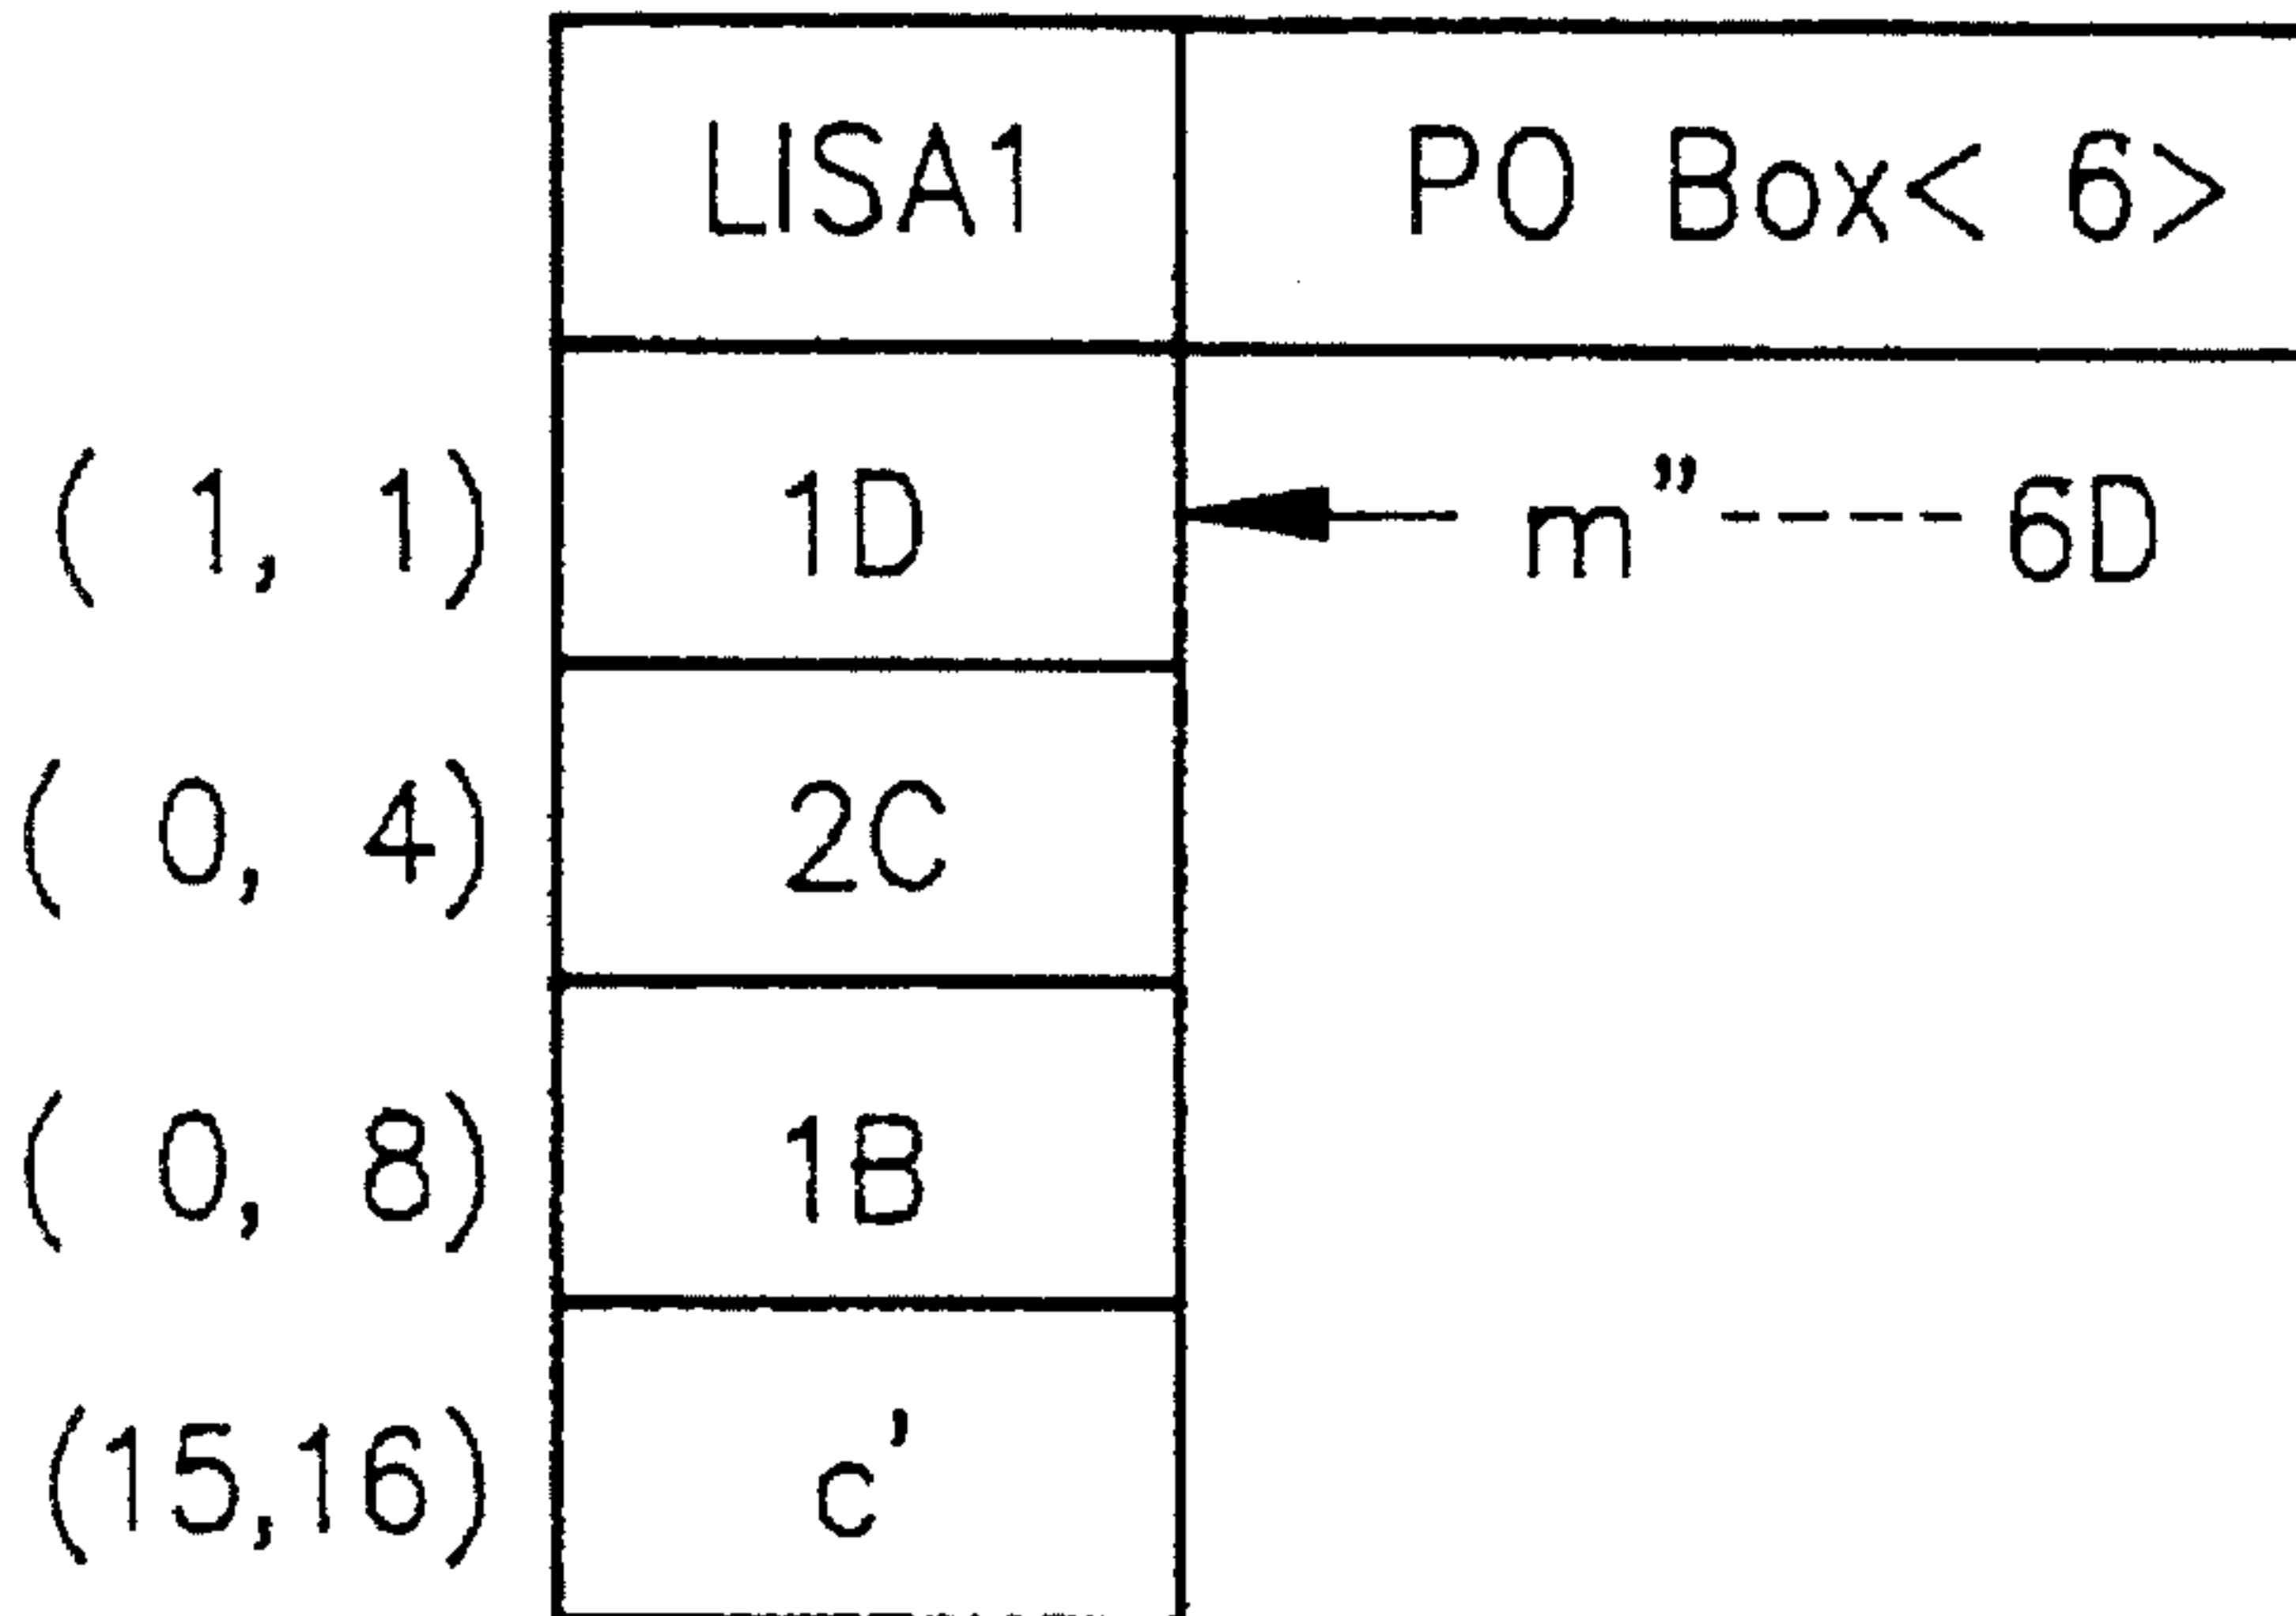 LISA1 PO Box< 6>
( 1, 1) 1D m”---- 6D
( 0, 4) 2C
( 0, 8) 1B
(15,16) c’